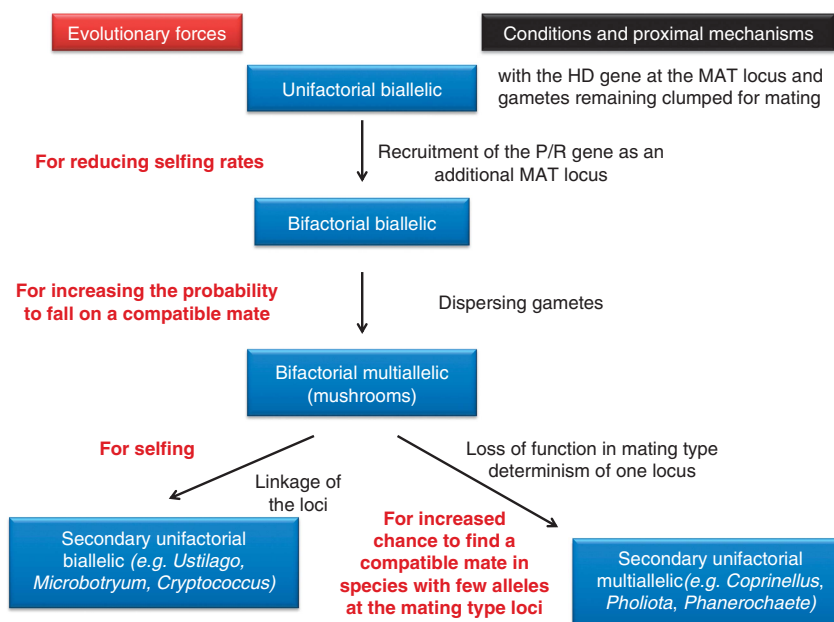 Evolutionary forces
Conditions and proximal mechanisms
Unifactorial biallelic
with the HD gene at the MAT locus and
gametes remaining clumped for mating
For reducing selfing rates
Recruitment of the P/R gene as an
additional MAT locus
Bifactorial biallelic
For increasing the probability
to fall on a compatible mate
Dispersing gametes
Bifactorial multiallelic
(mushrooms)
For selfing
Linkage of
the loci
Loss of function in mating type
determinism of one locus
Secondary unifactorial
biallelic (e.g. Ustilago,
Microbotryum, Cryptococcus)
For increased
chance to find a
compatible mate in
species with few alleles
at the mating type loci
Secondary unifactorial
multiallelic(e.g. Coprinellus,
Pholiota, Phanerochaete)